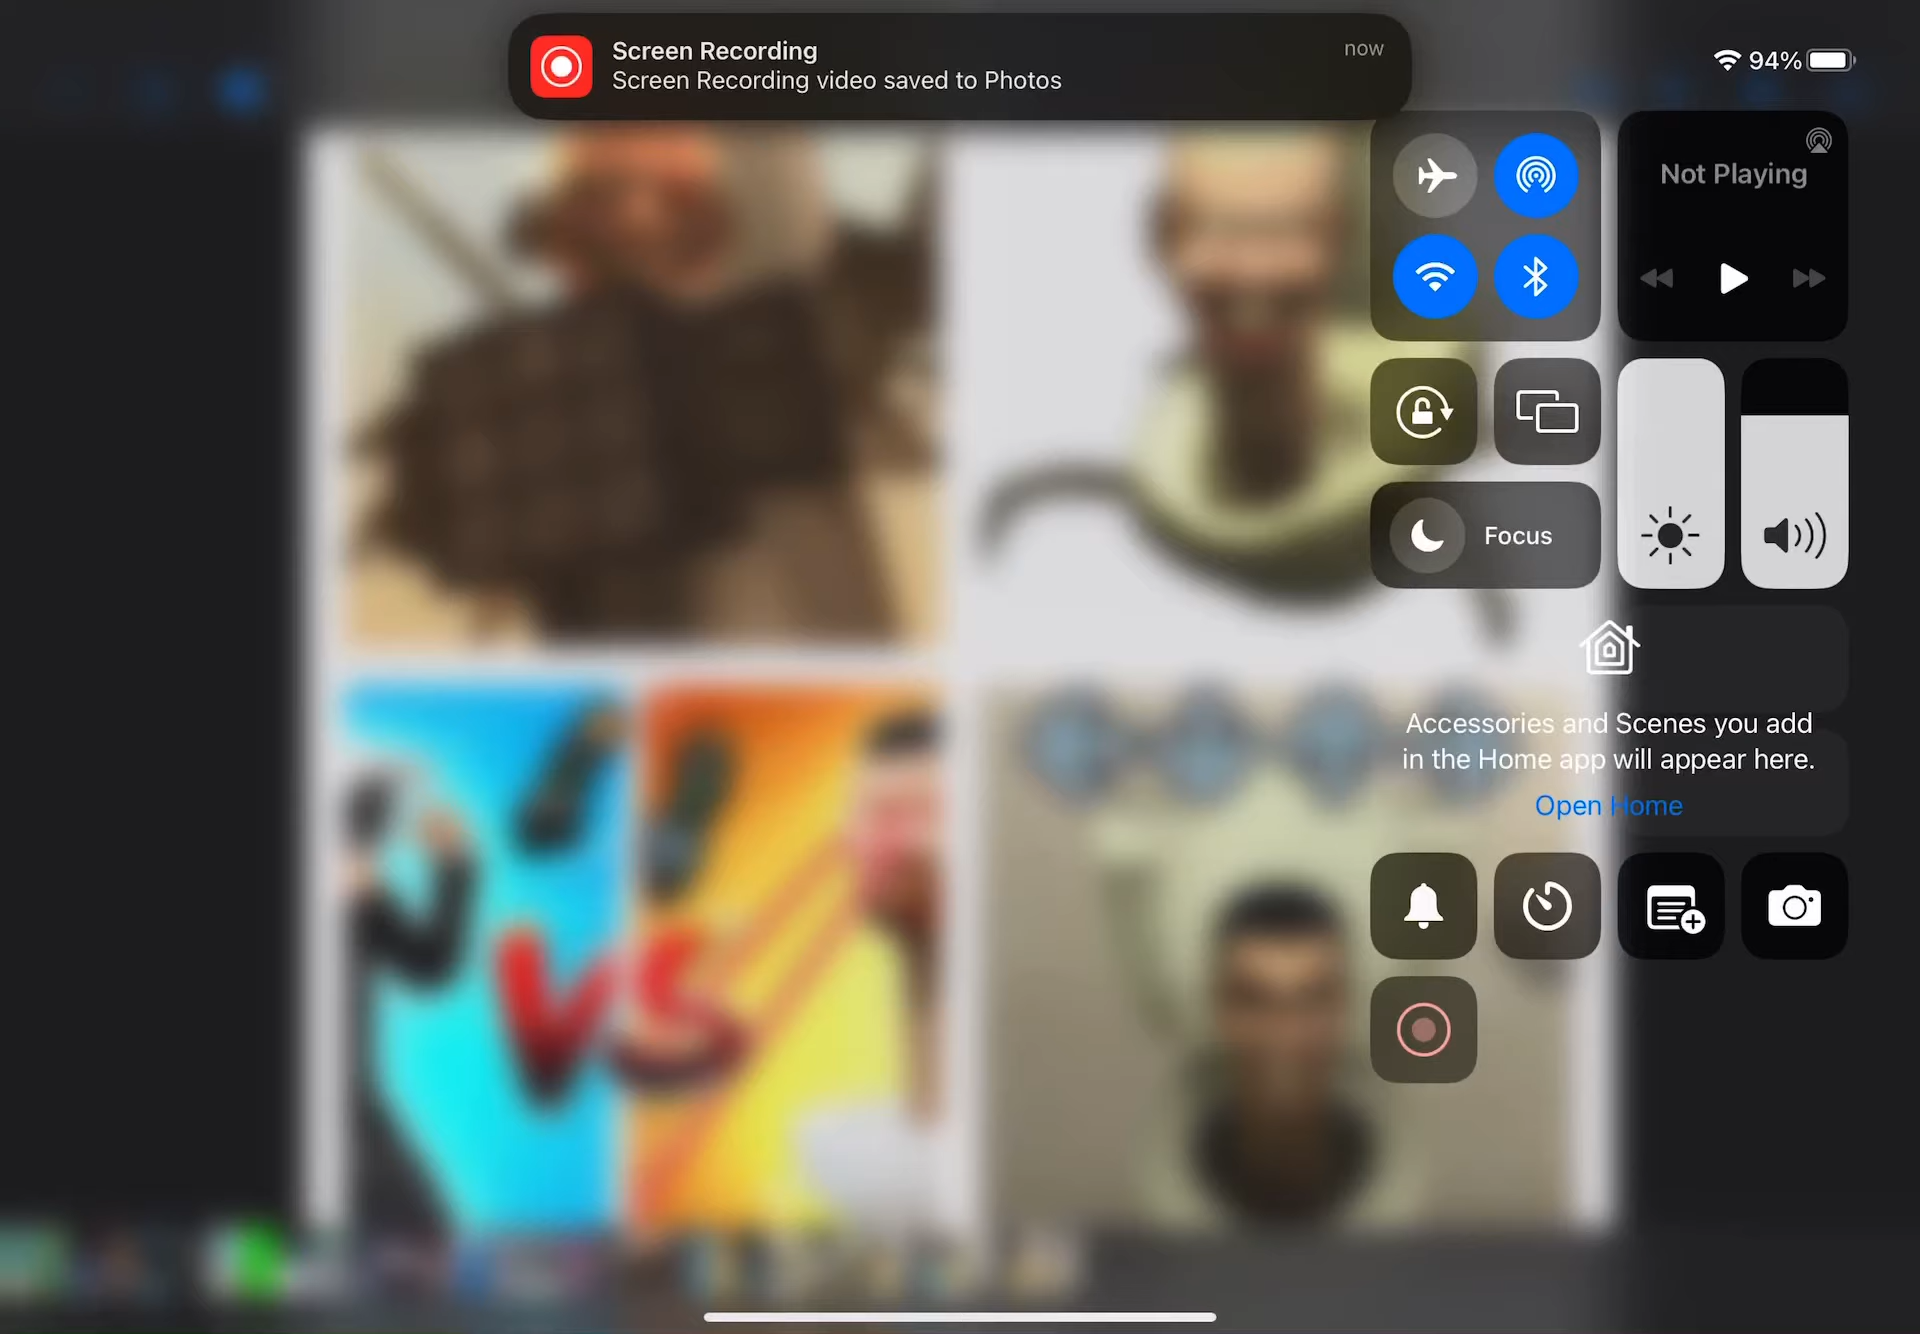 Screen Recording
now
Screen Recording video saved to Photos
94%
Not Playing
Focus
Accessories and Scenes you add
in the Home app will appear here.
Open Home
VS